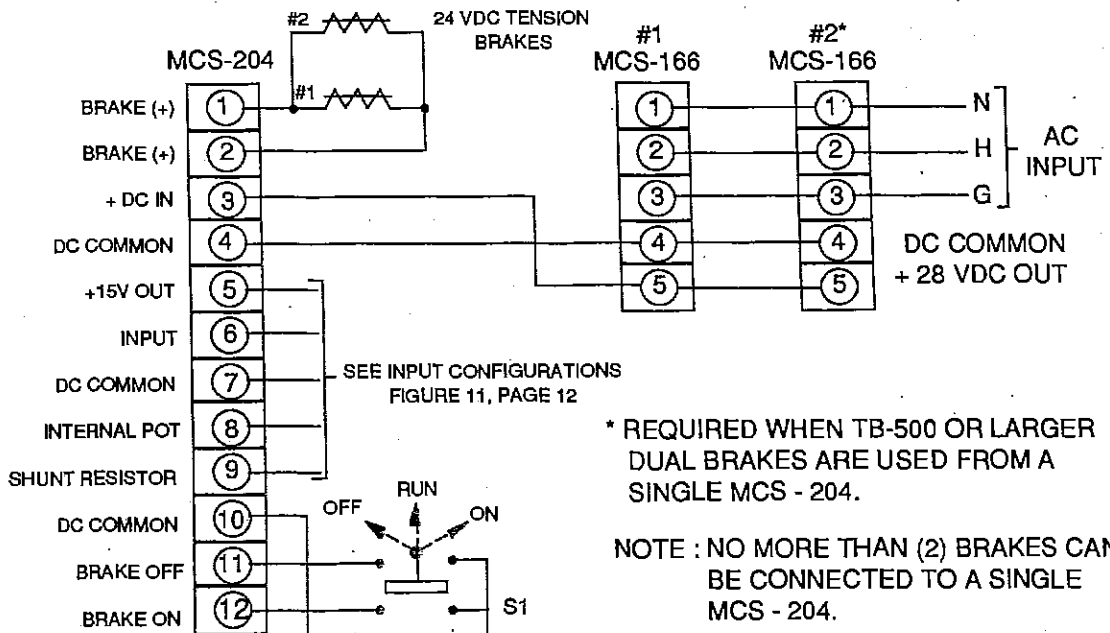 #2
24 VDC TENSION
BRAKES
#1
#2*
MCS-204
MCS-166
MCS-166
#1
BRAKE (+)
1
1
1
N
BRAKE (+)
2
2
2
H
AC
INPUT
+ DC IN
3
3
3
G
DC COMMON
4
4
4
DC COMMON
+15V OUT
5
5
5
+ 28 VDC OUT
INPUT
6
DC COMMON
7
SEE INPUT CONFIGURATIONS
FIGURE 11, PAGE 12
INTERNAL POT
8
SHUNT RESISTOR
9
* REQUIRED WHEN TB-500 OR LARGER
DUAL BRAKES ARE USED FROM A
SINGLE MCS - 204.
DC COMMON
10
OFF
RUN
ON
BRAKE OFF
11
BRAKE ON
12
S1
NOTE : NO MORE THAN (2) BRAKES CAN
BE CONNECTED TO A SINGLE
MCS - 204.